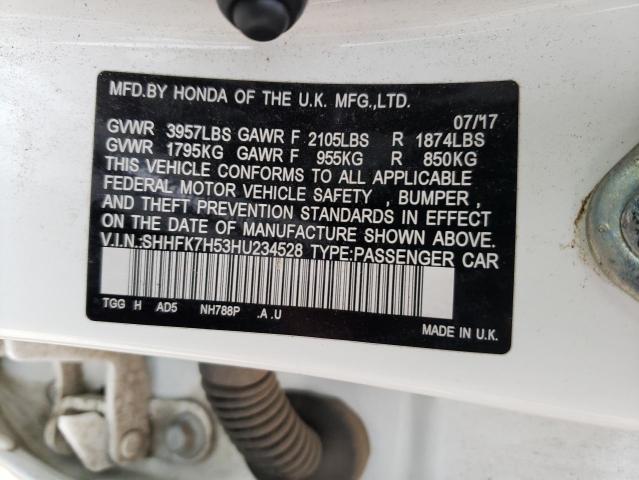 MFD.BY HONDA OF THE U.K. MFG.,LTD.
07/'17
GVWR 3957LBS GAWR F 2105LBS R 1874LBS
GVWR 1795KG GAWR F 955KG R 850KG
THIS VEHICLE CONFORMS TO ALL APPLICABLE
FEDERAL MOTOR VEHICLE SAFETY , BUMPER ,
AND THEFT PREVENTION STANDARDS IN EFFECT
ON THE DATE OF MANUFACTURE SHOWN ABOVE.
V.I.N.:SHHFK7H53HU234528 TYPE:PASSENGER CAR
TGG H AD5 NH788P .A .U
MADE IN U.K.